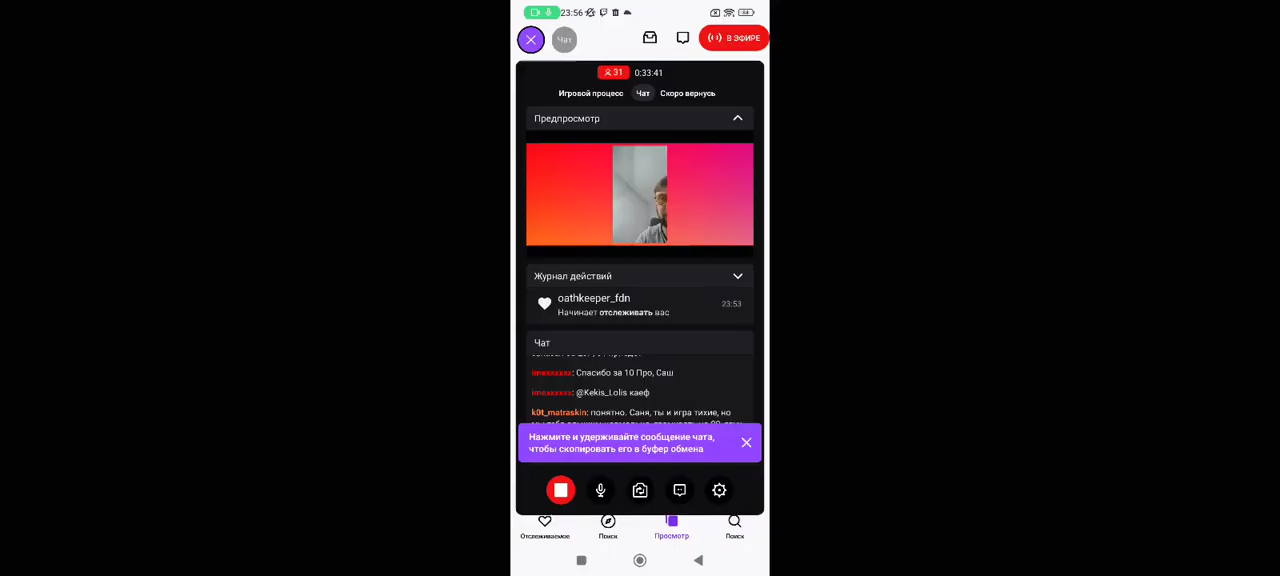 23:56
84
Чат
В ЭФИРЕ
31 0:33:41
Игровой процесс Чат Скоро вернусь
Предпросмотр
Журнал действий
oathkeeper_fdn
Начинает отслеживать вас
23:53
Чат
imexxxxxx: Спасибо за 10 Про, Саш
imexxxxxx: @Kekis_Lolis каеф
k0t_matraskin: понятно. Саня, ты и игра тихие, но
Нажмите и удерживайте сообщение чата,
чтобы скопировать его в буфер обмена
Отслеживаемое Поиск Просмотр Поиск